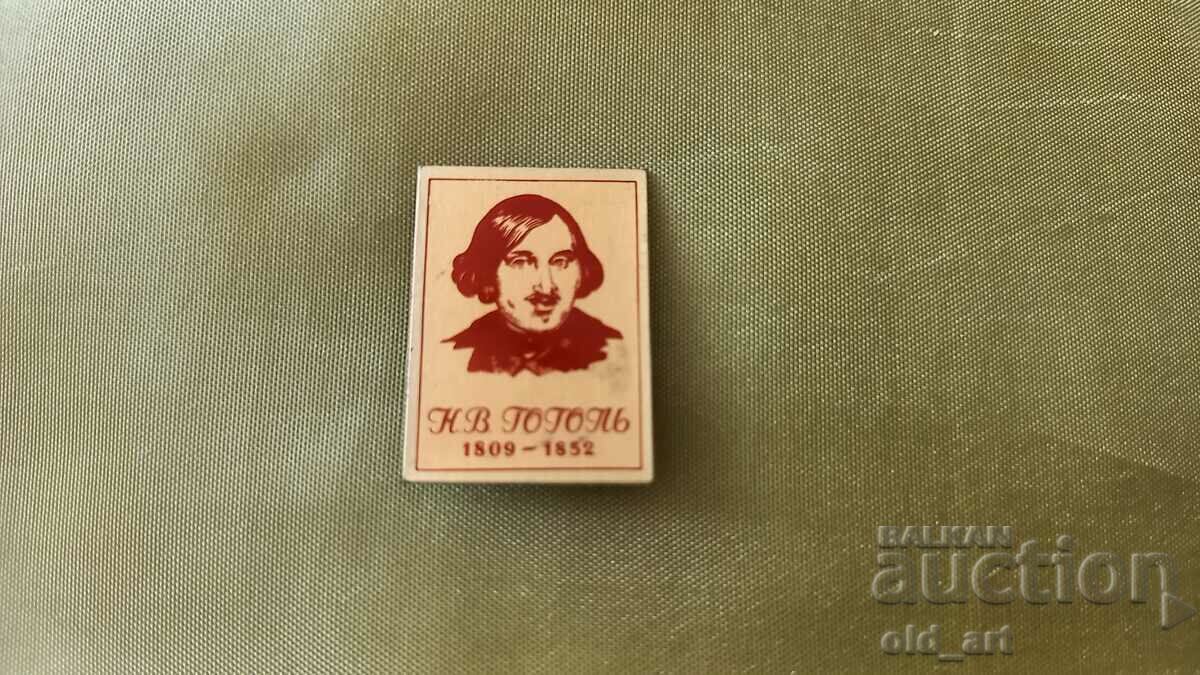 Н.В. ГОГОЛЬ
1809 – 1852
BALKAN
auction
old_art